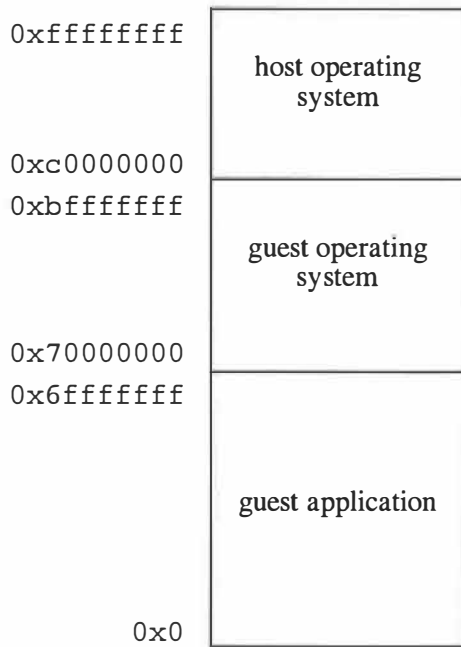 0xffffffff
host operating
system
0xc0000000
0xbfffffff
guest operating
system
0x70000000
0x6fffffff
guest application
0x0